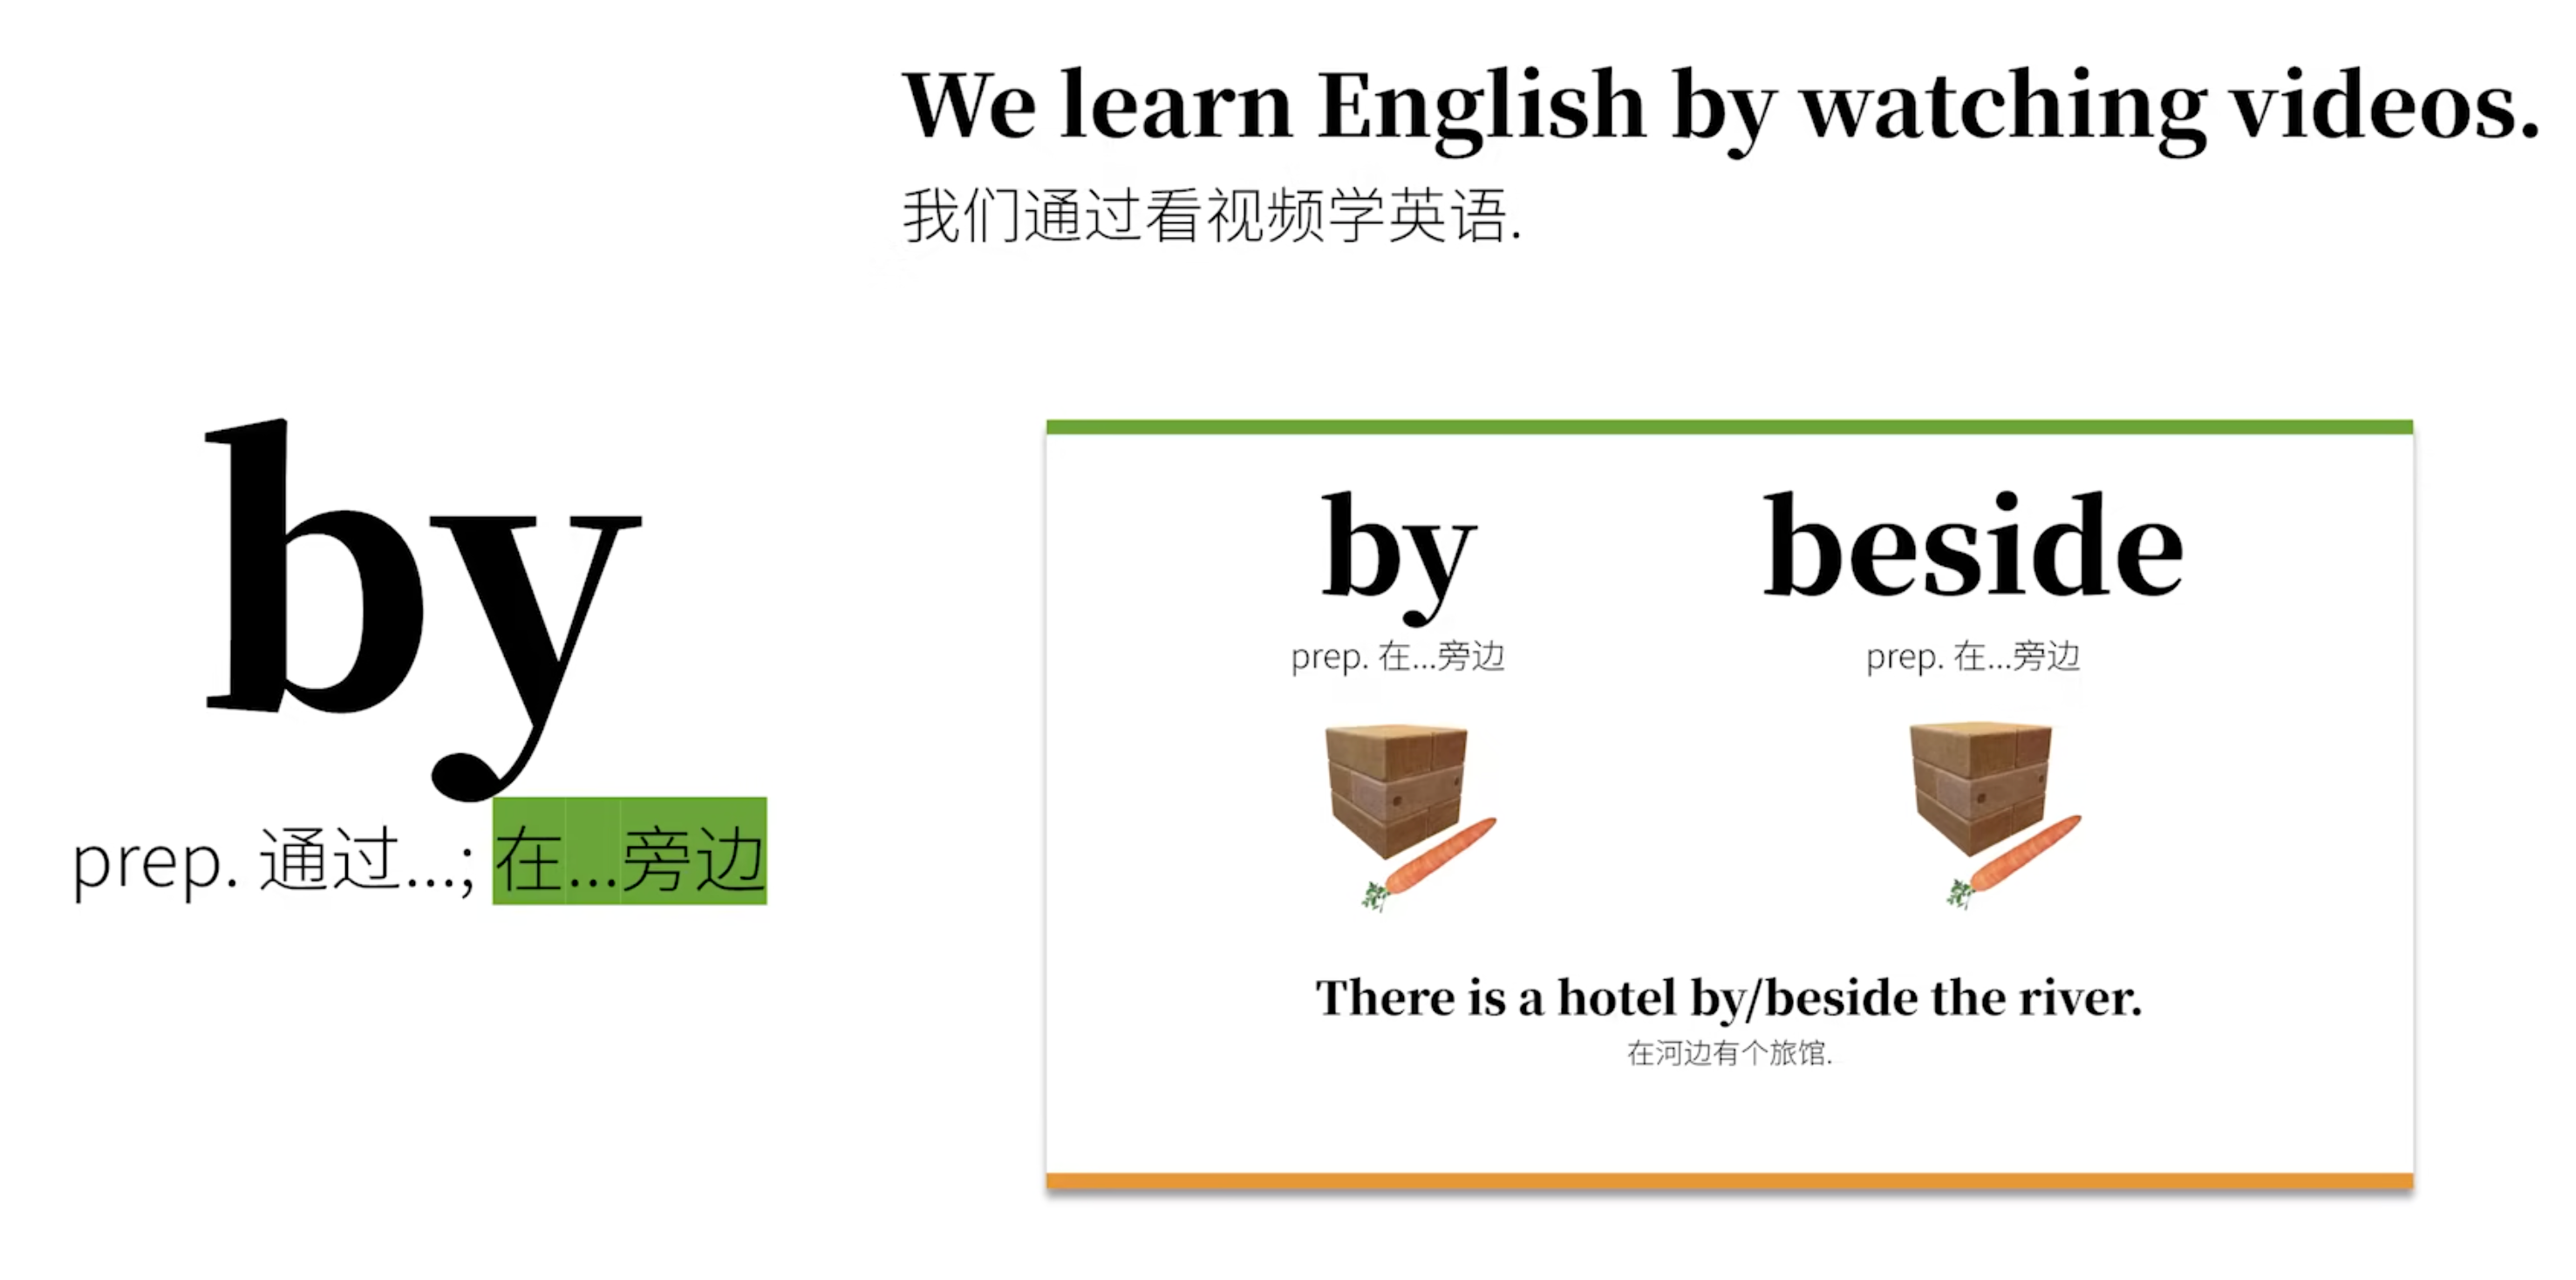 We learn English by watching videos.
我们通过看视频学英语.
by
prep. 通过...; 在...旁边
by
prep. 在...旁边
beside
prep. 在...旁边
There is a hotel by/beside the river.
在河边有个旅馆.